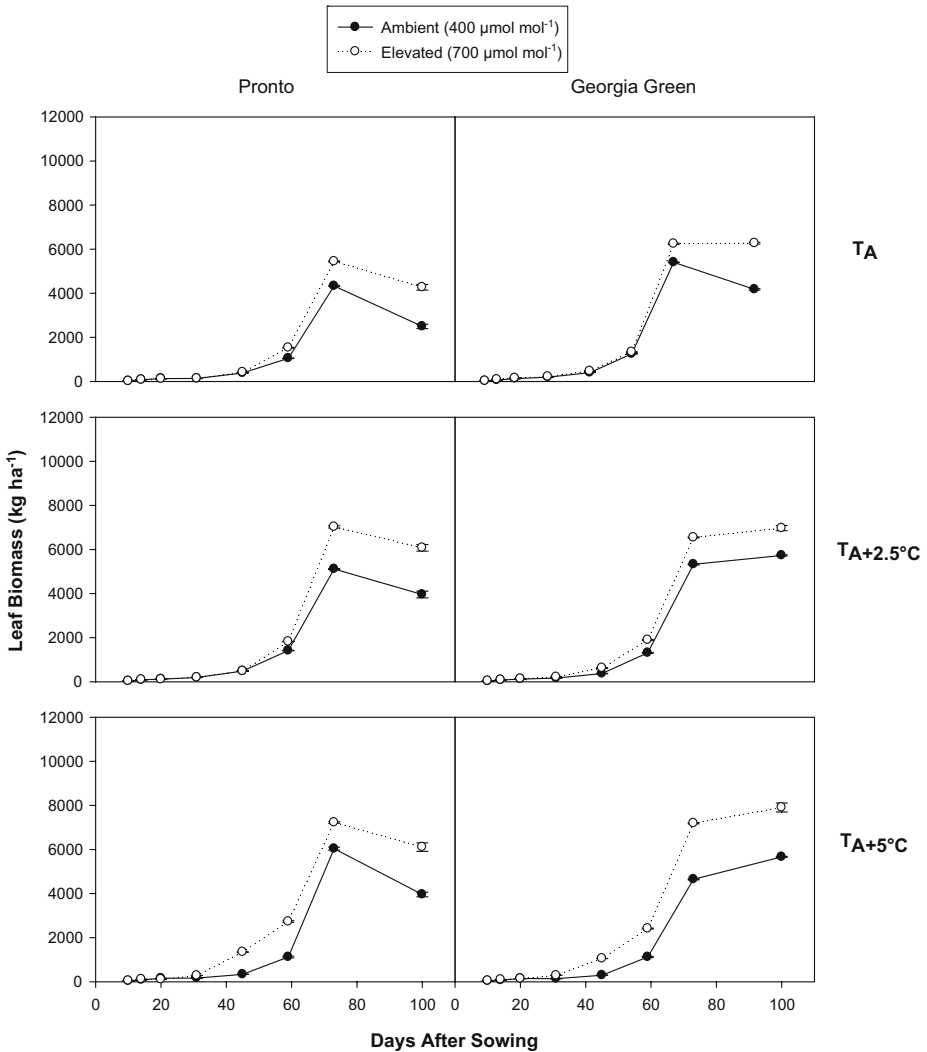 Ambient (400 µmol mol⁻¹)
Elevated (700 µmol mol⁻¹)
Pronto
Georgia Green
12000
10000
8000
6000
4000
2000
0
T_A
12000
10000
8000
6000
4000
2000
0
T_A+2.5°C
Leaf Biomass (kg ha⁻¹)
12000
10000
8000
6000
4000
2000
0
T_A+5°C
0 20 40 60 80 100 0 20 40 60 80 100
Days After Sowing